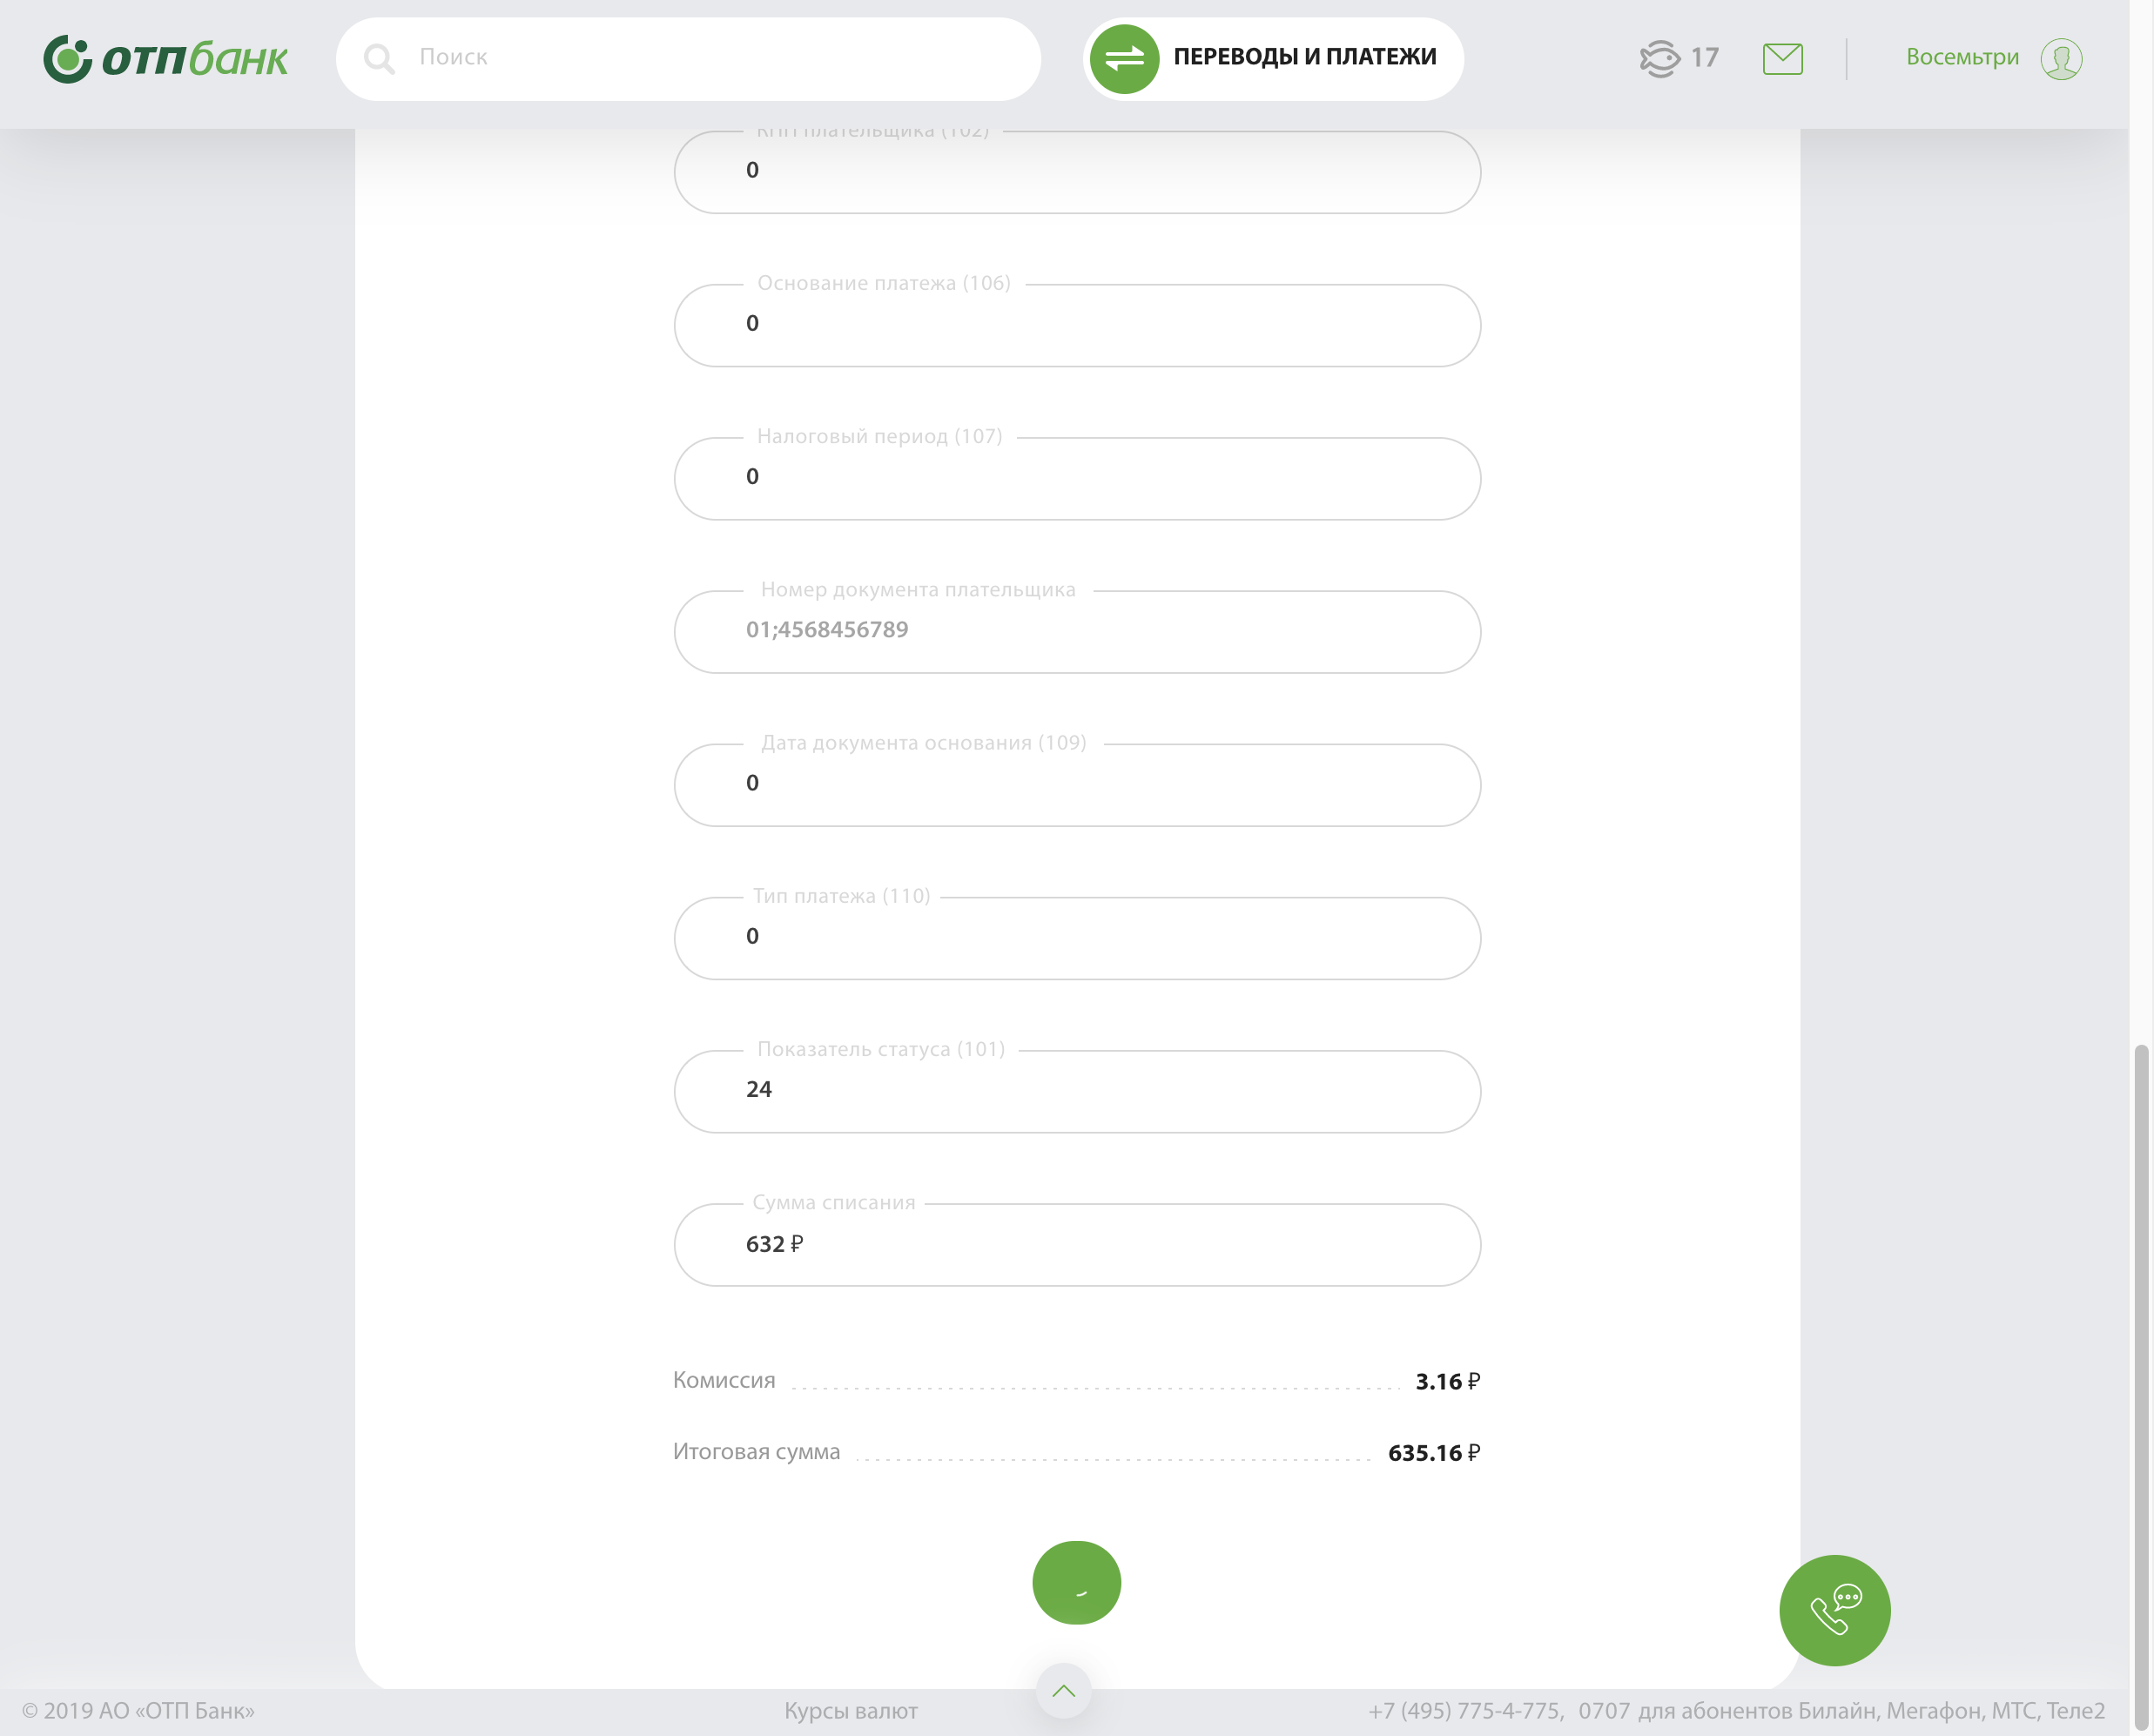 отпбанк
Поиск
ПЕРЕВОДЫ И ПЛАТЕЖИ
17
Восемьтри
КПП плательщика (102)
0
Основание платежа (106)
0
Налоговый период (107)
0
Номер документа плательщика
01;4568456789
Дата документа основания (109)
0
Тип платежа (110)
0
Показатель статуса (101)
24
Сумма списания
632 ₽
Комиссия 3.16 ₽
Итоговая сумма 635.16 ₽
© 2019 АО «ОТП Банк» Курсы валют +7 (495) 775-4-775, 0707 для абонентов Билайн, Мегафон, МТС, Теле2